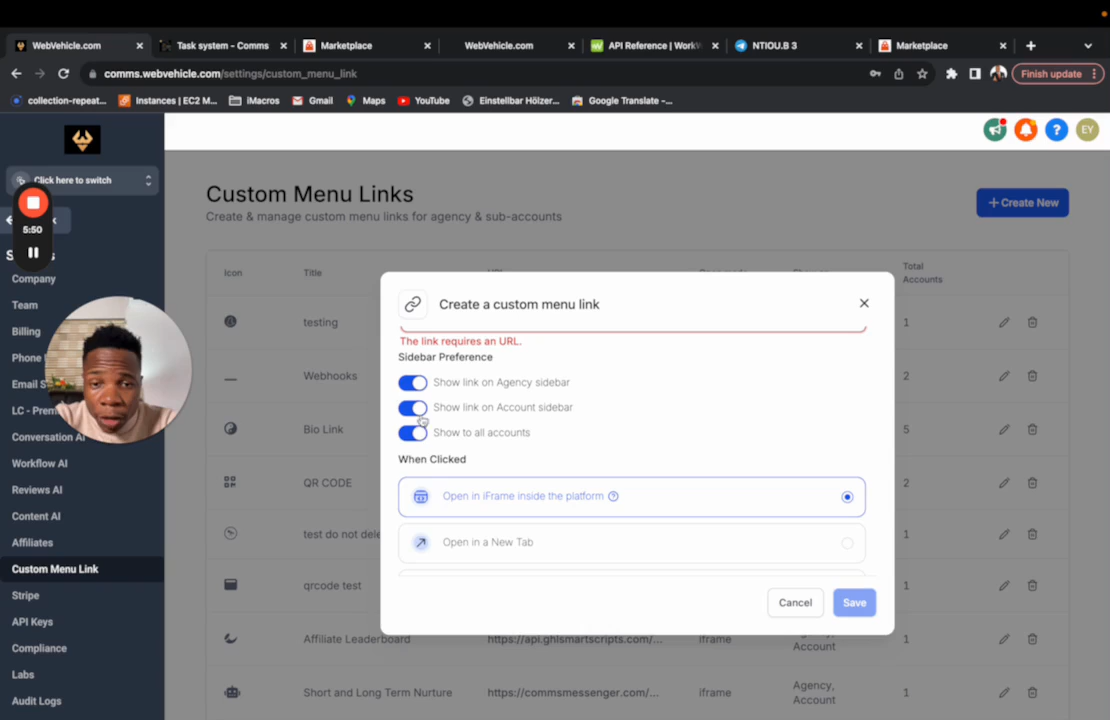 WebVehicle.com
Task system - Comms
Marketplace
WebVehicle.com
API Reference | WorkW
NTIOU.B 3
Marketplace
comms.webvehicle.com/settings/custom_menu_link
Finish update
collection-repeat...
Instances | EC2 M...
iMacros
Gmail
Maps
YouTube
Einstellbar Hölzer...
Google Translate -...
EY
Click here to switch
5:50
Company
Team
Billing
Phone
Email S
LC - Prem
Conversation AI
Workflow AI
Reviews AI
Content AI
Affiliates
Custom Menu Link
Stripe
API Keys
Compliance
Labs
Audit Logs
Custom Menu Links
Create & manage custom menu links for agency & sub-accounts
+ Create New
Icon
Title
Total
Accounts
testing
1
Webhooks
2
Bio Link
5
QR CODE
2
test do not dele
1
qrcode test
1
Affiliate Leaderboard
https://api.ghlsmartscripts.com/...
iframe
Agency,
Account
1
Short and Long Term Nurture
https://commsmessenger.com/...
iframe
Agency,
Account
1
Create a custom menu link
The link requires an URL.
Sidebar Preference
Show link on Agency sidebar
Show link on Account sidebar
Show to all accounts
When Clicked
Open in iFrame inside the platform
Open in a New Tab
Cancel
Save